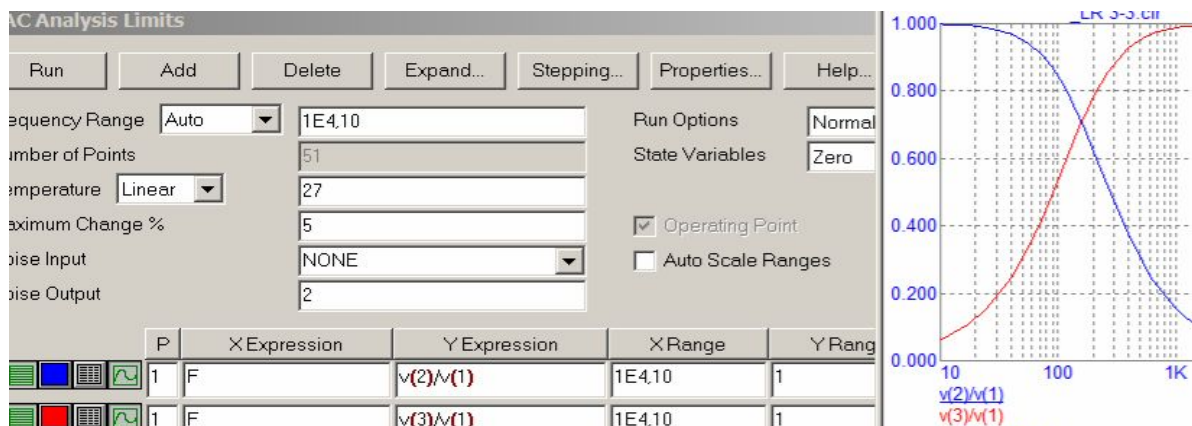 AC Analysis Limits
Run Add Delete Expand... Stepping... Properties... Help...
equency Range Auto 1E4,10 Run Options Normal
umber of Points 51 State Variables Zero
emperature Linear 27
aximum Change % 5 Operating Point
oise Input NONE Auto Scale Ranges
oise Output 2
P X Expression Y Expression X Range Y Rang
1 F v(2)/v(1) 1E4,10 1
1 F v(3)/v(1) 1E4,10 1
_LR 3-3.cir
1.000
0.800
0.600
0.400
0.200
0.000
10 100 1K
v(2)/v(1)
v(3)/v(1)